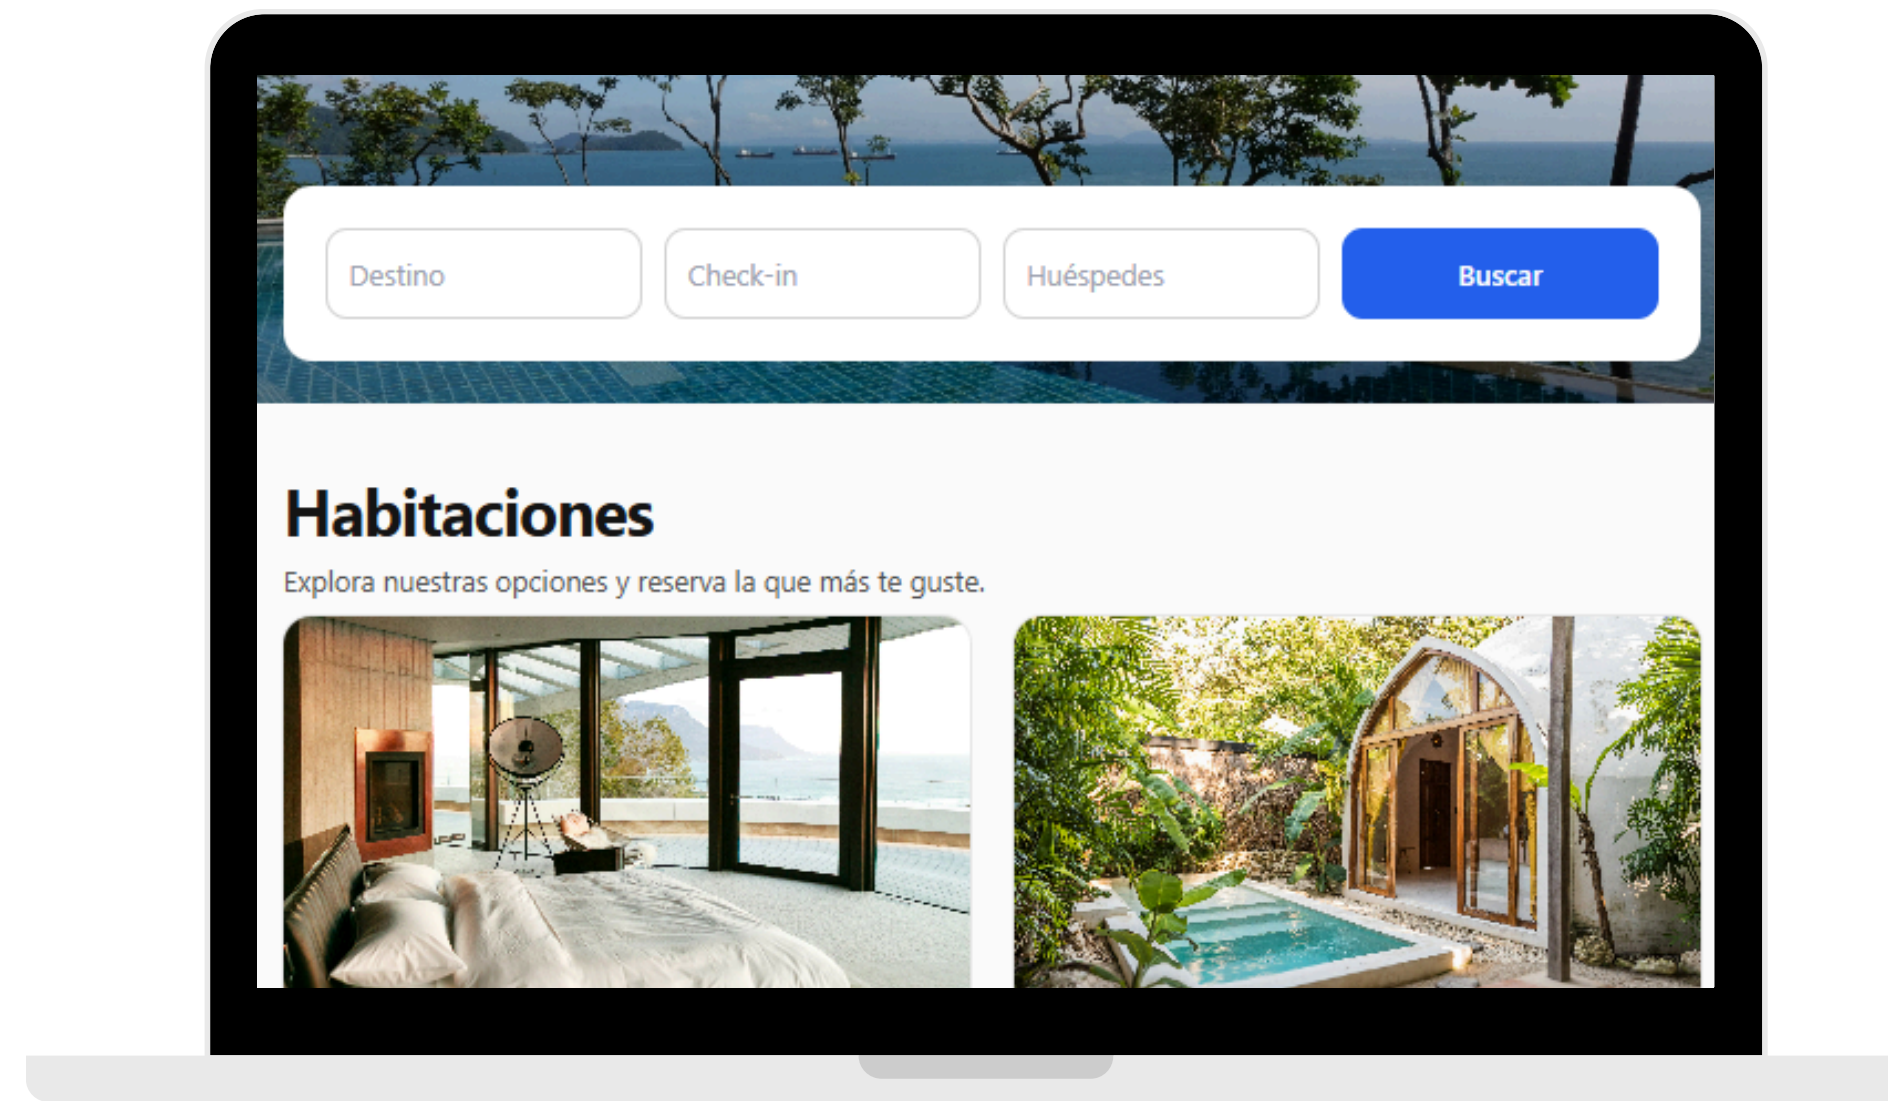 Destino
Check-in
Huéspedes
Buscar
Habitaciones
Explora nuestras opciones y reserva la que más te guste.